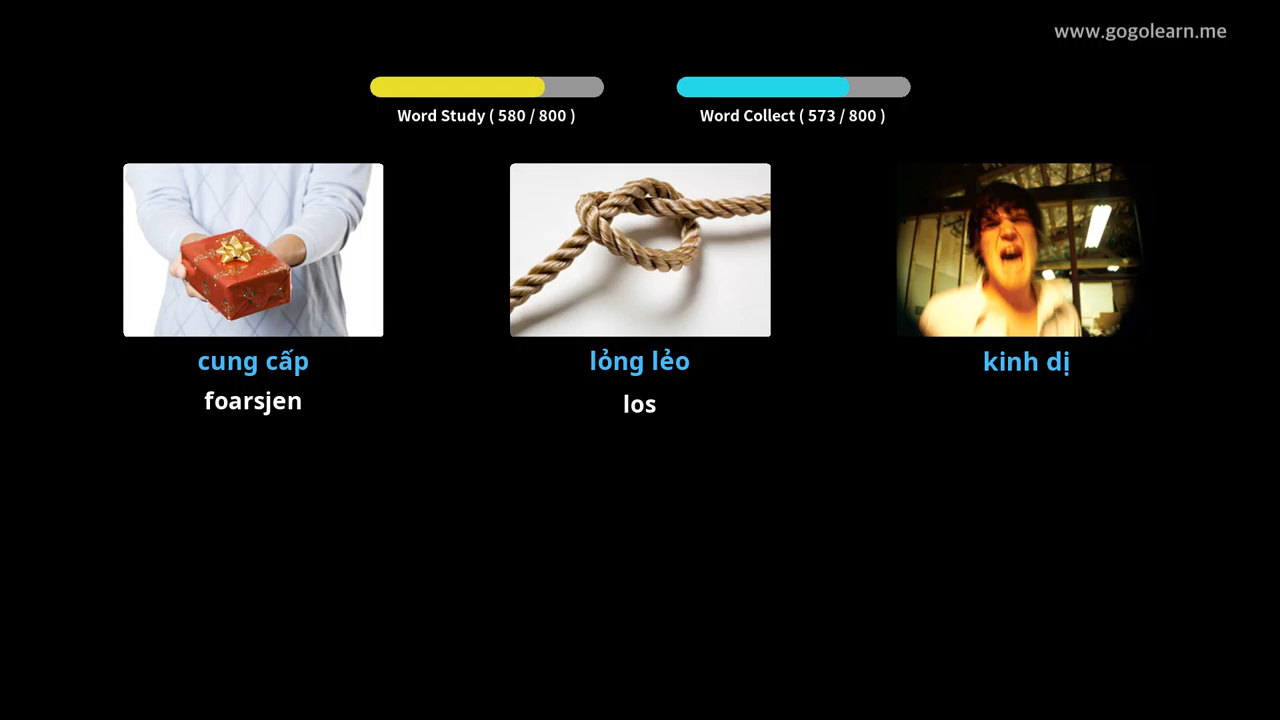 www.gogolearn.me
Word Study ( 580 / 800 )
Word Collect ( 573 / 800 )
cung cấp
foarsjen
lỏng lẻo
los
kinh dị